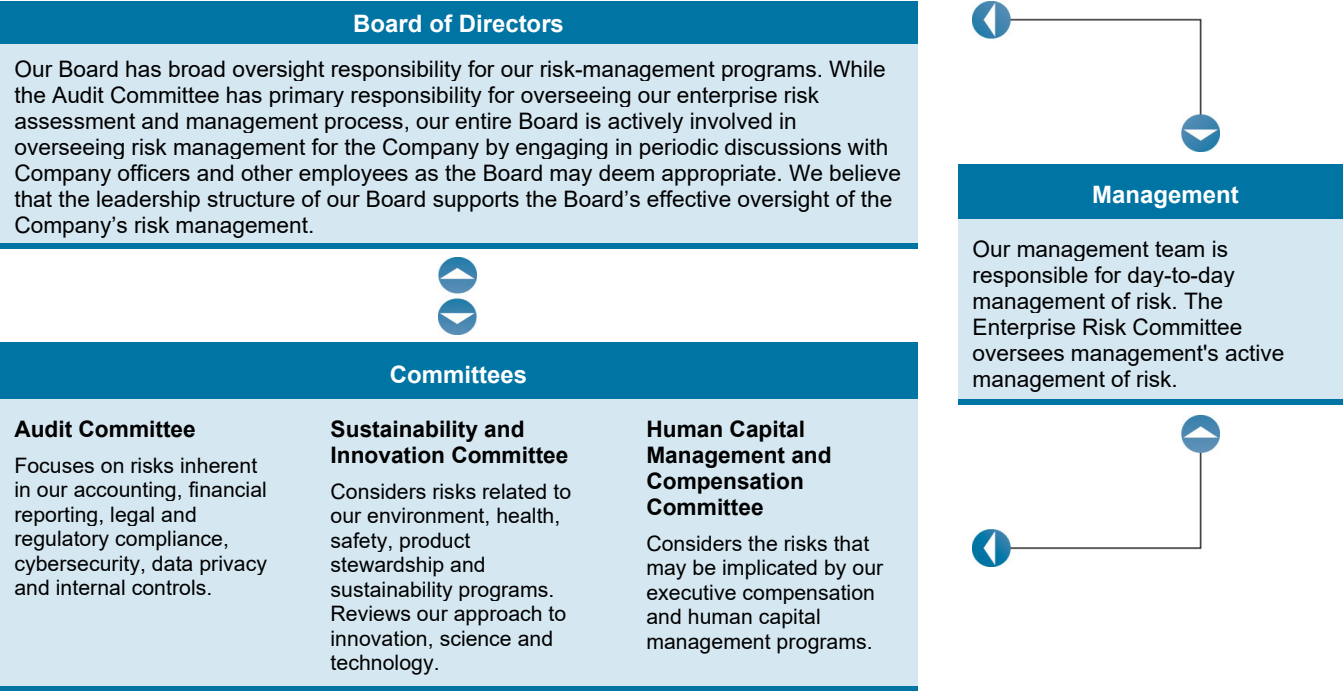 Board of Directors
Our Board has broad oversight responsibility for our risk-management programs. While
the Audit Committee has primary responsibility for overseeing our enterprise risk
assessment and management process, our entire Board is actively involved in
overseeing risk management for the Company by engaging in periodic discussions with
Company officers and other employees as the Board may deem appropriate. We believe
that the leadership structure of our Board supports the Board’s effective oversight of the
Company’s risk management.
Committees
Audit Committee
Focuses on risks inherent
in our accounting, financial
reporting, legal and
regulatory compliance,
cybersecurity, data privacy
and internal controls.
Sustainability and
Innovation Committee
Considers risks related to
our environment, health,
safety, product
stewardship and
sustainability programs.
Reviews our approach to
innovation, science and
technology.
Human Capital
Management and
Compensation
Committee
Considers the risks that
may be implicated by our
executive compensation
and human capital
management programs.
Management
Our management team is
responsible for day-to-day
management of risk. The
Enterprise Risk Committee
oversees management's active
management of risk.